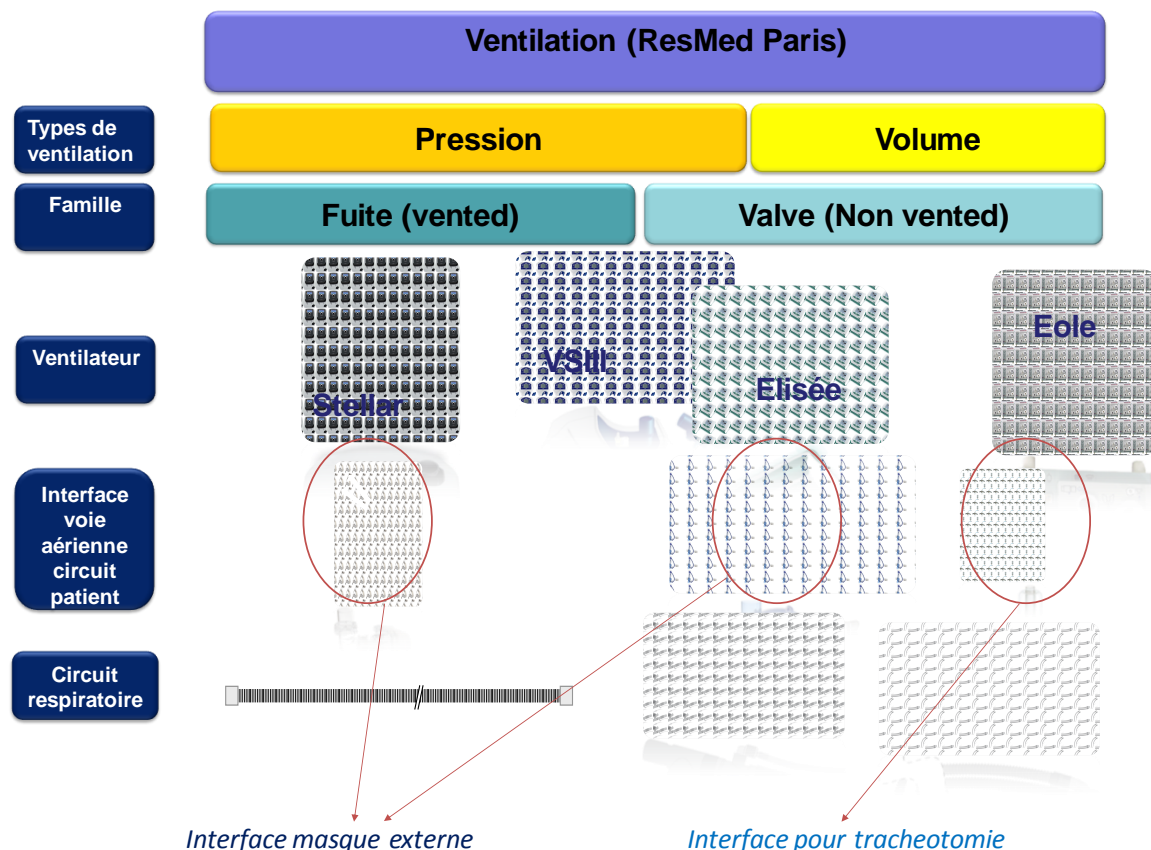 Ventilation (ResMed Paris)
Types de
ventilation
Pression
Volume
Famille
Fuite (vented)
Valve (Non vented)
Ventilateur
Stellar
VSIII
Elisée
Eole
Interface
voie
aérienne
circuit
patient
Circuit
respiratoire
Interface masque externe
Interface pour tracheotomie